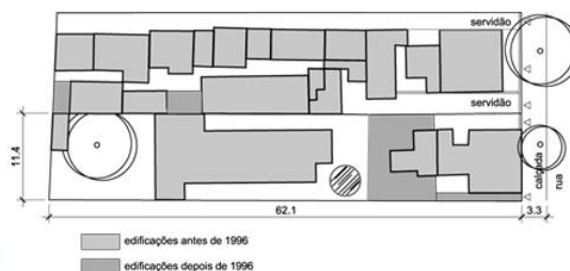 servidão
servidão
11.4
calçada
rua
62.1
3.3
edificações antes de 1996
edificações depois de 1996